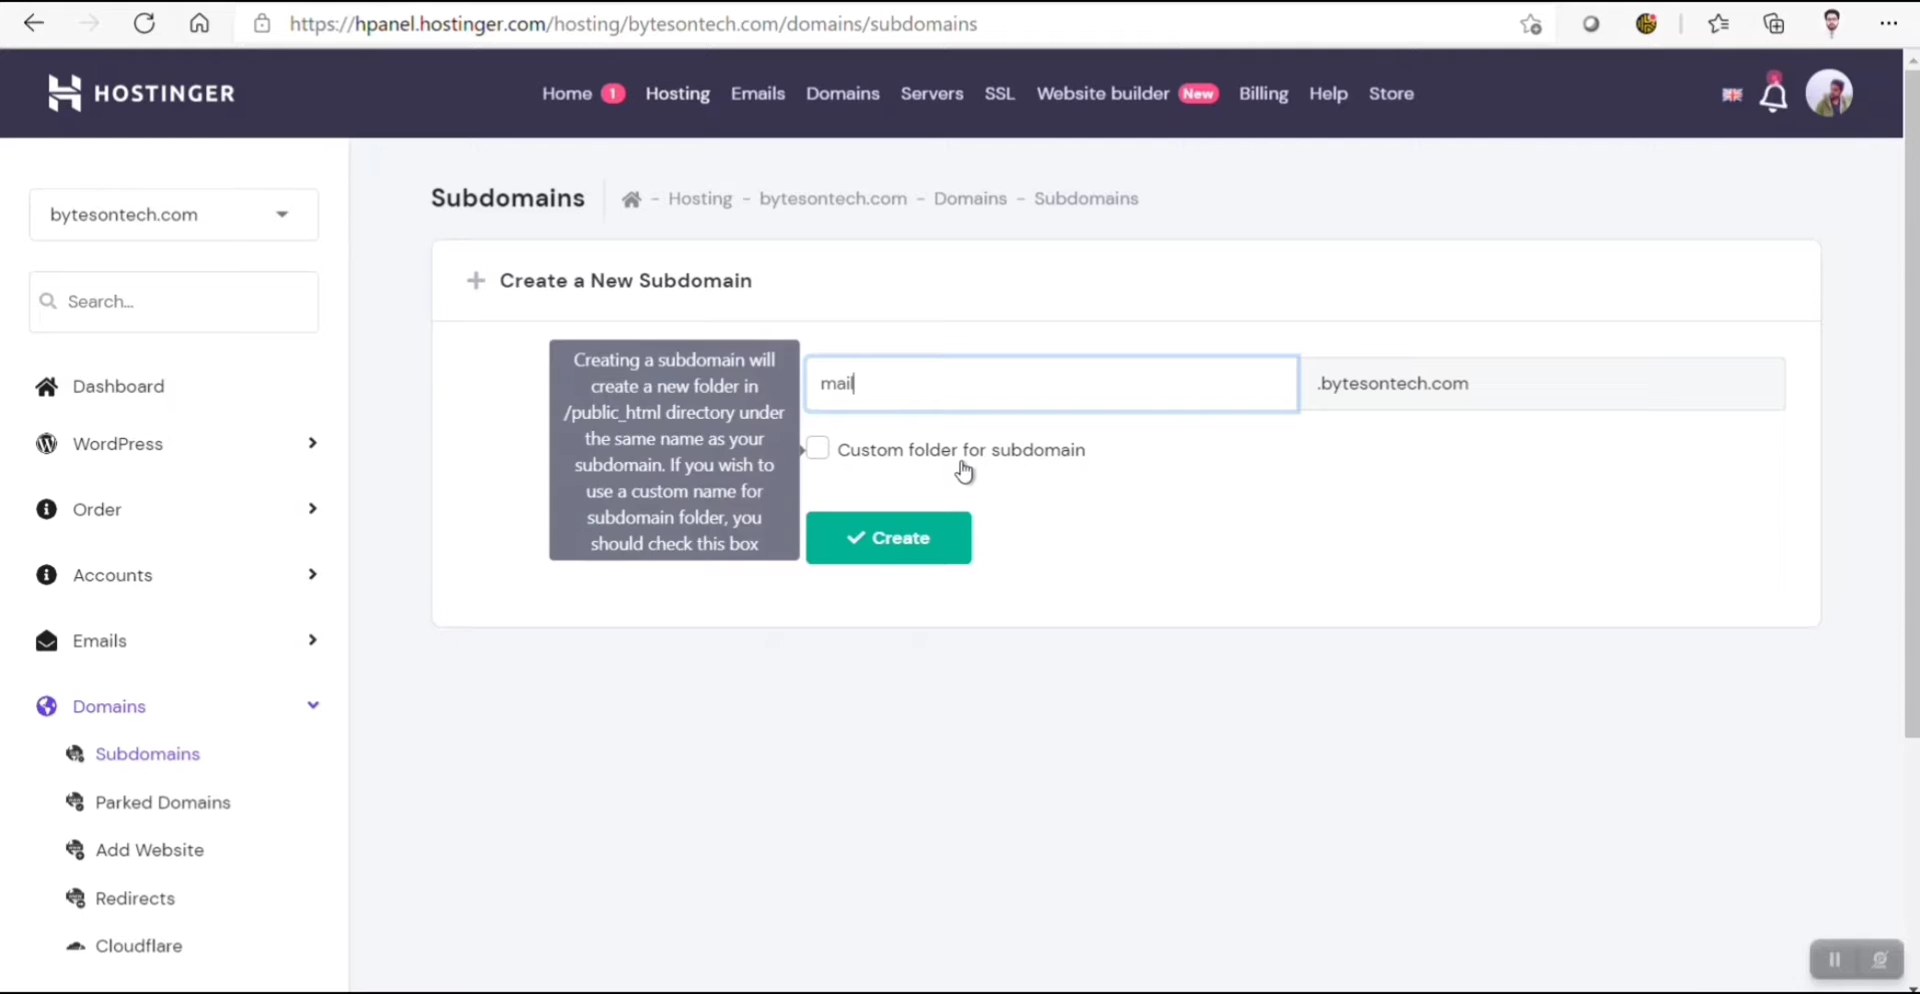 https://hpanel.hostinger.com/hosting/bytesontech.com/domains/subdomains
HOSTINGER
Home 1 Hosting Emails Domains Servers SSL Website builder New Billing Help Store
bytesontech.com
Search...
Dashboard
WordPress
Order
Accounts
Emails
Domains
Subdomains
Parked Domains
Add Website
Redirects
Cloudflare
Subdomains
- Hosting - bytesontech.com - Domains - Subdomains
Create a New Subdomain
Creating a subdomain will
create a new folder in
/public_html directory under
the same name as your
subdomain. If you wish to
use a custom name for
subdomain folder, you
should check this box
mail
.bytesontech.com
Custom folder for subdomain
Create